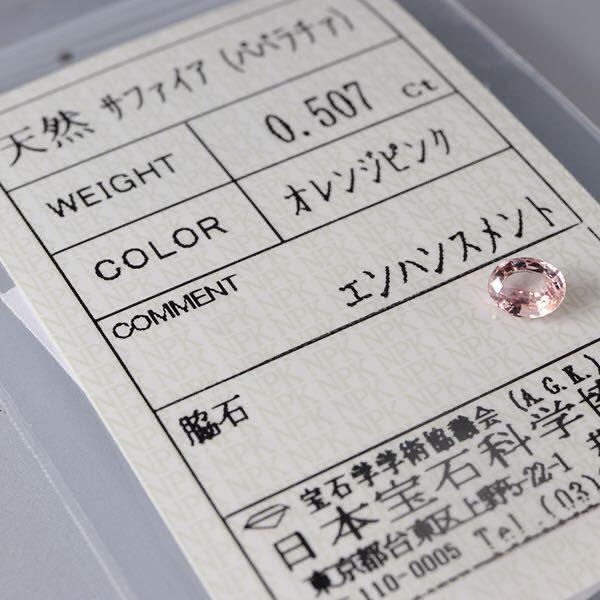 天然 サファイア (パパラチア)
WEIGHT 0.507 Ct
COLOR オレンジピンク
COMMENT エンハンスメント
脇石
宝石学学術協議会 (A.G.R.)
日本宝石科学
東京都台東区上野5-22-1
110-0005 Tel.(03)